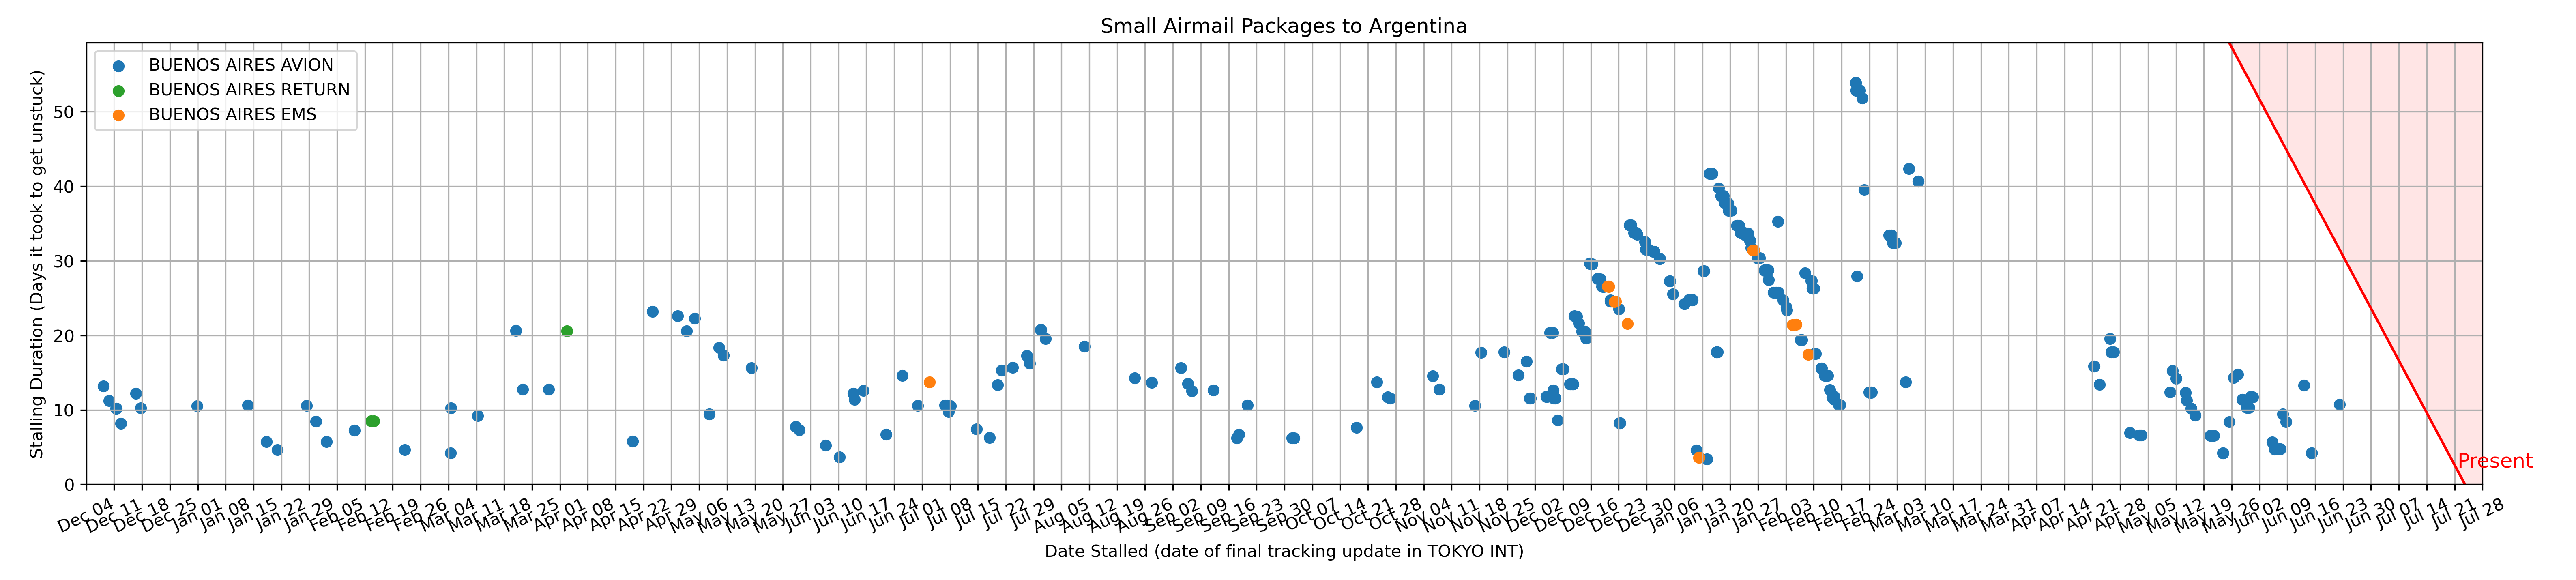 Small Airmail Packages to Argentina
BUENOS AIRES AVION
BUENOS AIRES RETURN
BUENOS AIRES EMS
Stalling Duration (Days it took to get unstuck)
50
40
30
20
10
0
Present
Dec 04 Dec 11 Dec 18 Dec 25 Jan 01 Jan 08 Jan 15 Jan 22 Jan 29 Feb 05 Feb 12 Feb 19 Feb 26 Mar 04 Mar 11 Mar 18 Mar 25 Apr 01 Apr 08 Apr 15 Apr 22 Apr 29 May 06 May 13 May 20 May 27 Jun 03 Jun 10 Jun 17 Jun 24 Jul 01 Jul 08 Jul 15 Jul 22 Jul 29 Aug 05 Aug 12 Aug 19 Aug 26 Sep 02 Sep 09 Sep 16 Sep 23 Sep 30 Oct 07 Oct 14 Oct 21 Oct 28 Nov 04 Nov 11 Nov 18 Nov 25 Dec 02 Dec 09 Dec 16 Dec 23 Dec 30 Jan 06 Jan 13 Jan 20 Jan 27 Feb 03 Feb 10 Feb 17 Feb 24 Mar 03 Mar 10 Mar 17 Mar 24 Mar 31 Apr 07 Apr 14 Apr 21 Apr 28 May 05 May 12 May 19 May 26 Jun 02 Jun 09 Jun 16 Jun 23 Jun 30 Jul 07 Jul 14 Jul 21 Jul 28
Date Stalled (date of final tracking update in TOKYO INT)